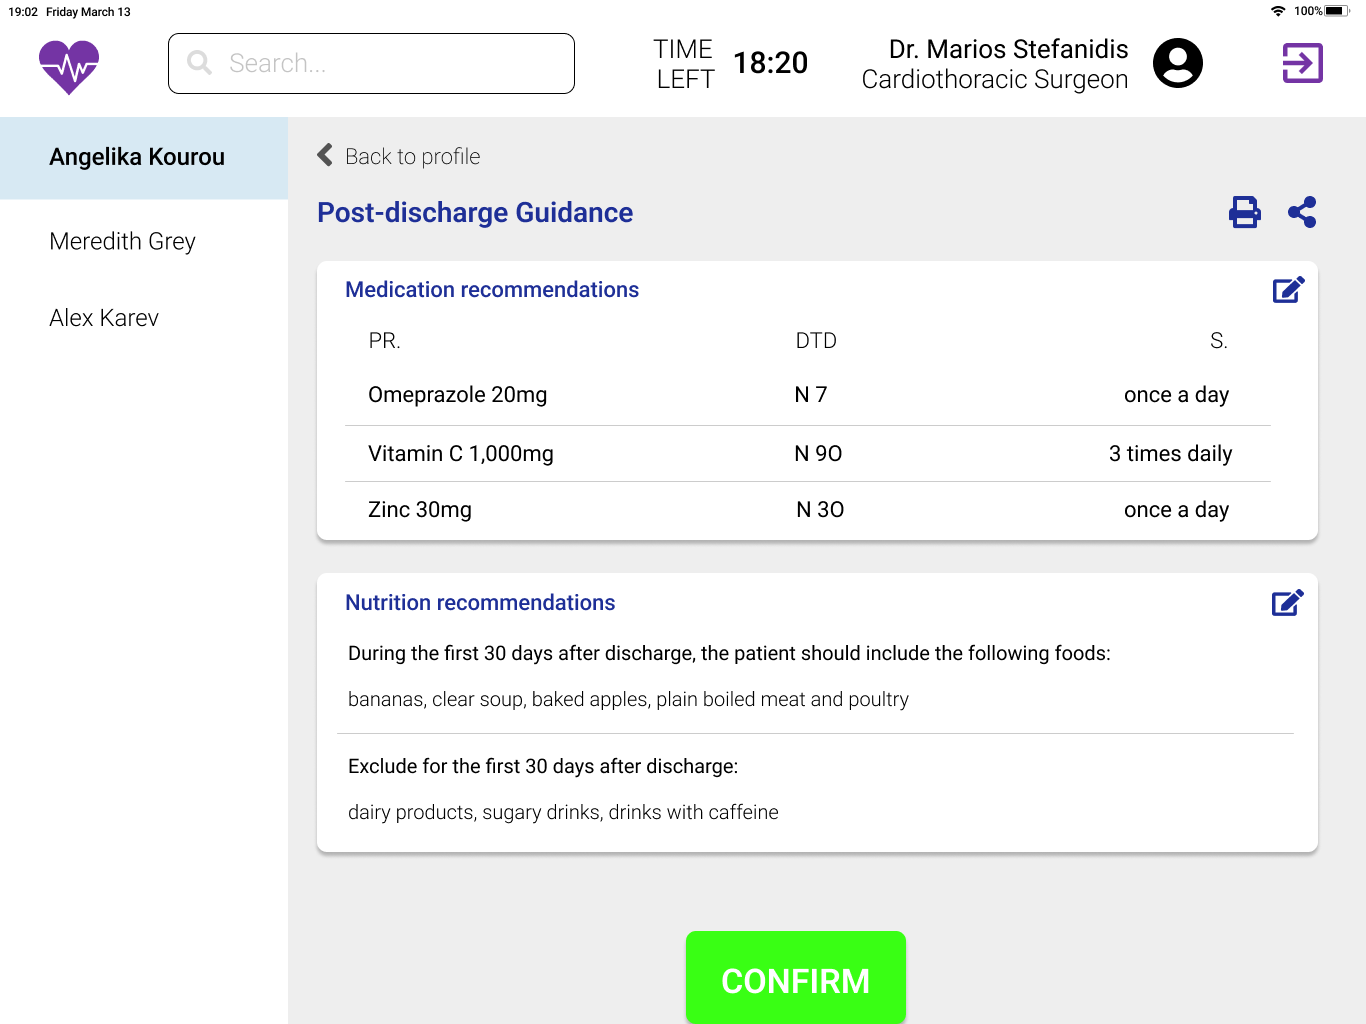 19:02 Friday March 13
100%
Search...
TIME LEFT
18:20
Dr. Marios Stefanidis
Cardiothoracic Surgeon
Angelika Kourou
Meredith Grey
Alex Karev
Back to profile
Post-discharge Guidance
Medication recommendations
PR. DTD S.
Omeprazole 20mg N 7 once a day
Vitamin C 1,000mg N 9O 3 times daily
Zinc 30mg N 3O once a day
Nutrition recommendations
During the first 30 days after discharge, the patient should include the following foods:
bananas, clear soup, baked apples, plain boiled meat and poultry
Exclude for the first 30 days after discharge:
dairy products, sugary drinks, drinks with caffeine
CONFIRM